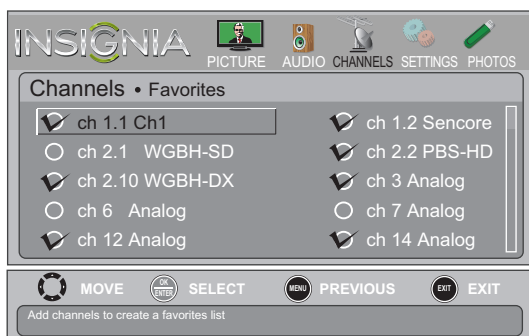 INSIGNIA
PICTURE AUDIO CHANNELS SETTINGS PHOTOS
Channels • Favorites
ch 1.1 Ch1 ch 1.2 Sencore
ch 2.1 WGBH-SD ch 2.2 PBS-HD
ch 2.10 WGBH-DX ch 3 Analog
ch 6 Analog ch 7 Analog
ch 12 Analog ch 14 Analog
MOVE OK ENTER SELECT MENU PREVIOUS EXIT EXIT
Add channels to create a favorites list